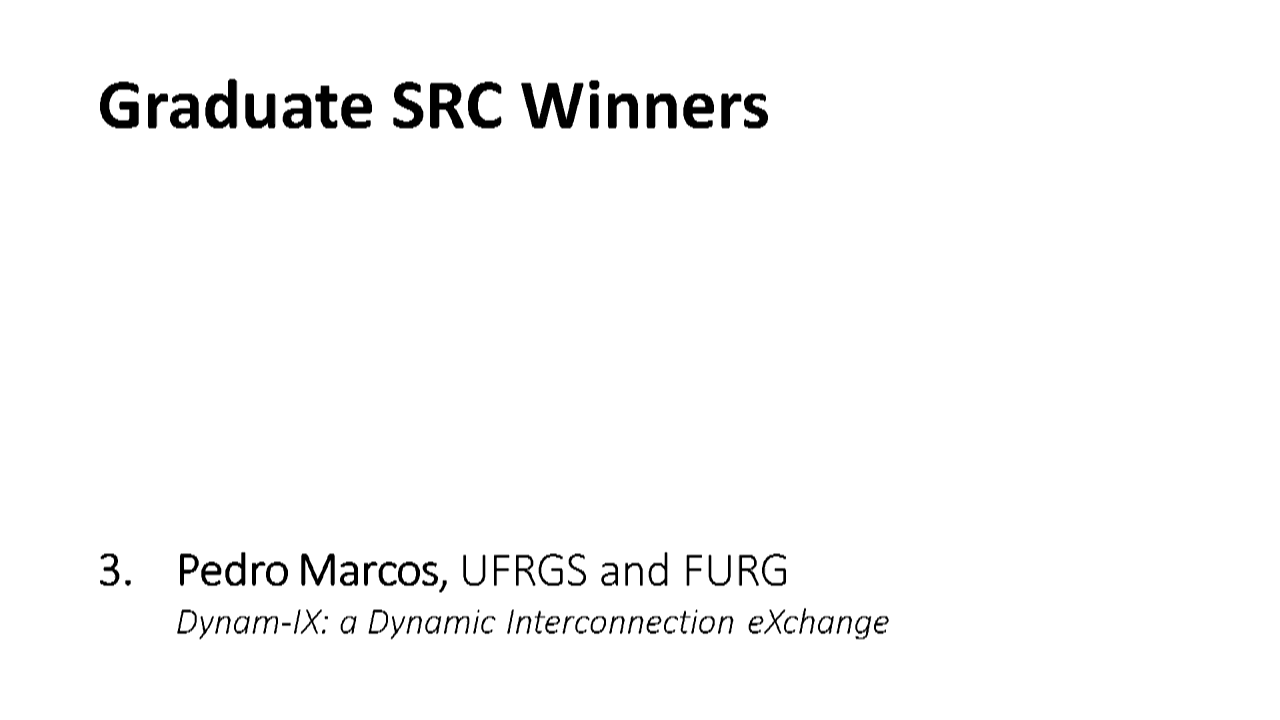 Graduate SRC Winners
3. Pedro Marcos, UFRGS and FURG
Dynam-IX: a Dynamic Interconnection eXchange